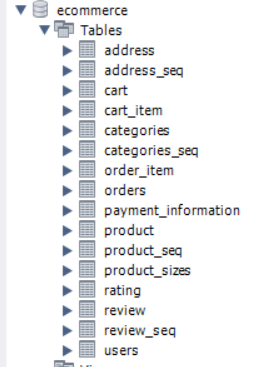 ecommerce
Tables
address
address_seq
cart
cart_item
categories
categories_seq
order_item
orders
payment_information
product
product_seq
product_sizes
rating
review
review_seq
users